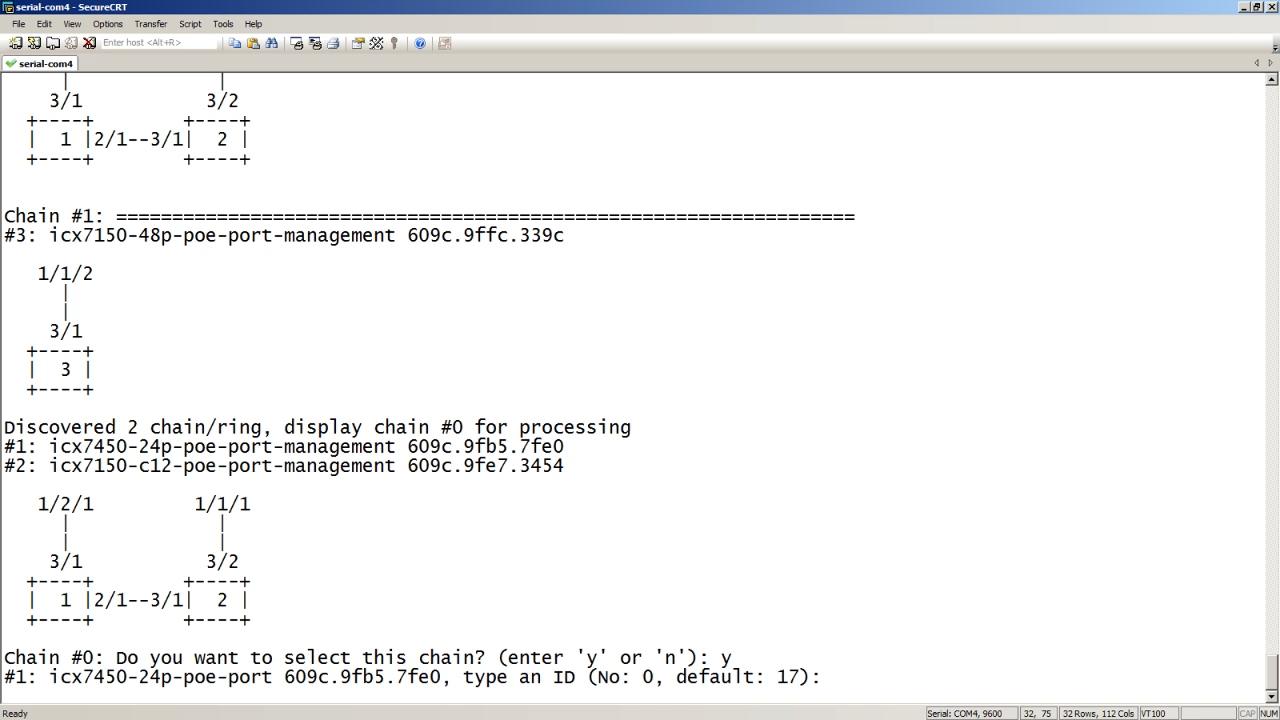 serial-com4 - SecureCRT
File Edit View Options Transfer Script Tools Help
Enter host <Alt+R>
serial-com4
|             |
3/1           3/2
+----+        +----+
|  1 |2/1--3/1|  2 |
+----+        +----+
Chain #1: ==================================================================
#3: icx7150-48p-poe-port-management 609c.9ffc.339c
1/1/2
|
|
3/1
+----+
|  3 |
+----+
Discovered 2 chain/ring, display chain #0 for processing
#1: icx7450-24p-poe-port-management 609c.9fb5.7fe0
#2: icx7150-c12-poe-port-management 609c.9fe7.3454
1/2/1         1/1/1
|             |
|             |
3/1           3/2
+----+        +----+
|  1 |2/1--3/1|  2 |
+----+        +----+
Chain #0: Do you want to select this chain? (enter 'y' or 'n'): y
#1: icx7450-24p-poe-port 609c.9fb5.7fe0, type an ID (No: 0, default: 17):
Ready Serial: COM4, 9600 32, 75 32 Rows, 112 Cols VT100 CAP NUM